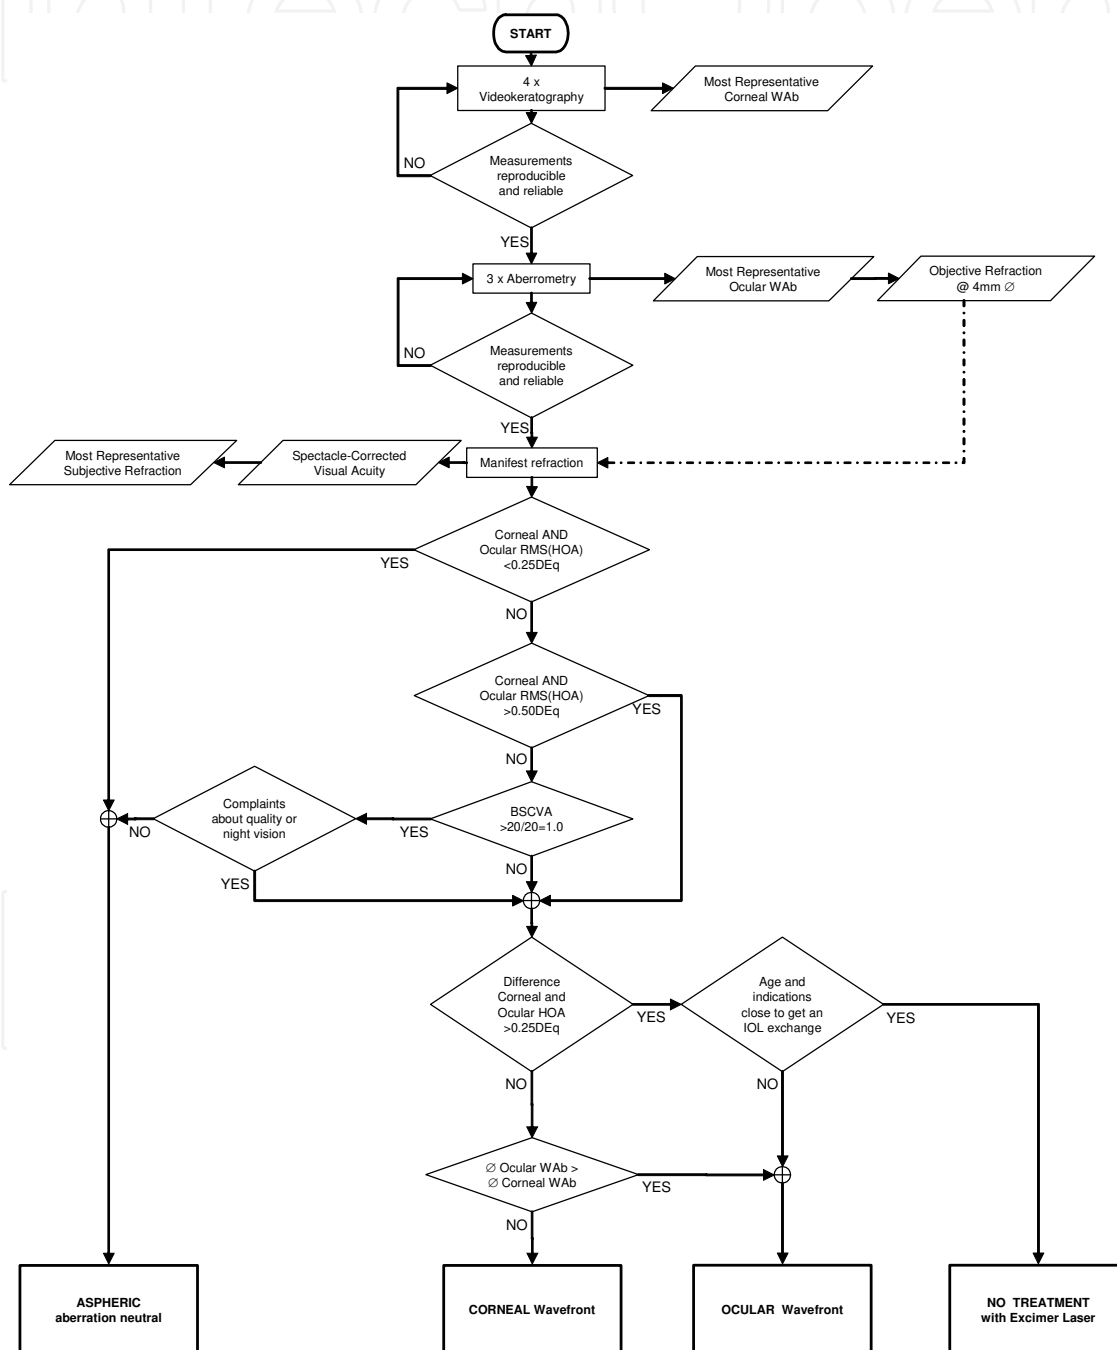 START
4 x
Videokeratography
Most Representative
Corneal WAb
Measurements
reproducible
and reliable
NO
YES
3 x Aberrometry
Most Representative
Ocular WAb
Objective Refraction
@ 4mm ∅
Measurements
reproducible
and reliable
NO
YES
Most Representative
Subjective Refraction
Spectacle-Corrected
Visual Acuity
Manifest refraction
Corneal AND
Ocular RMS(HOA)
<0.25DEq
YES
NO
Corneal AND
Ocular RMS(HOA)
>0.50DEq
YES
NO
Complaints
about quality or
night vision
BSCVA
>20/20=1.0
NO
YES
YES
NO
Difference
Corneal and
Ocular HOA
>0.25DEq
Age and
indications
close to get an
IOL exchange
YES
YES
NO
NO
∅ Ocular WAb >
∅ Corneal WAb
YES
NO
ASPHERIC
aberration neutral
CORNEAL Wavefront
OCULAR Wavefront
NO TREATMENT
with Excimer Laser